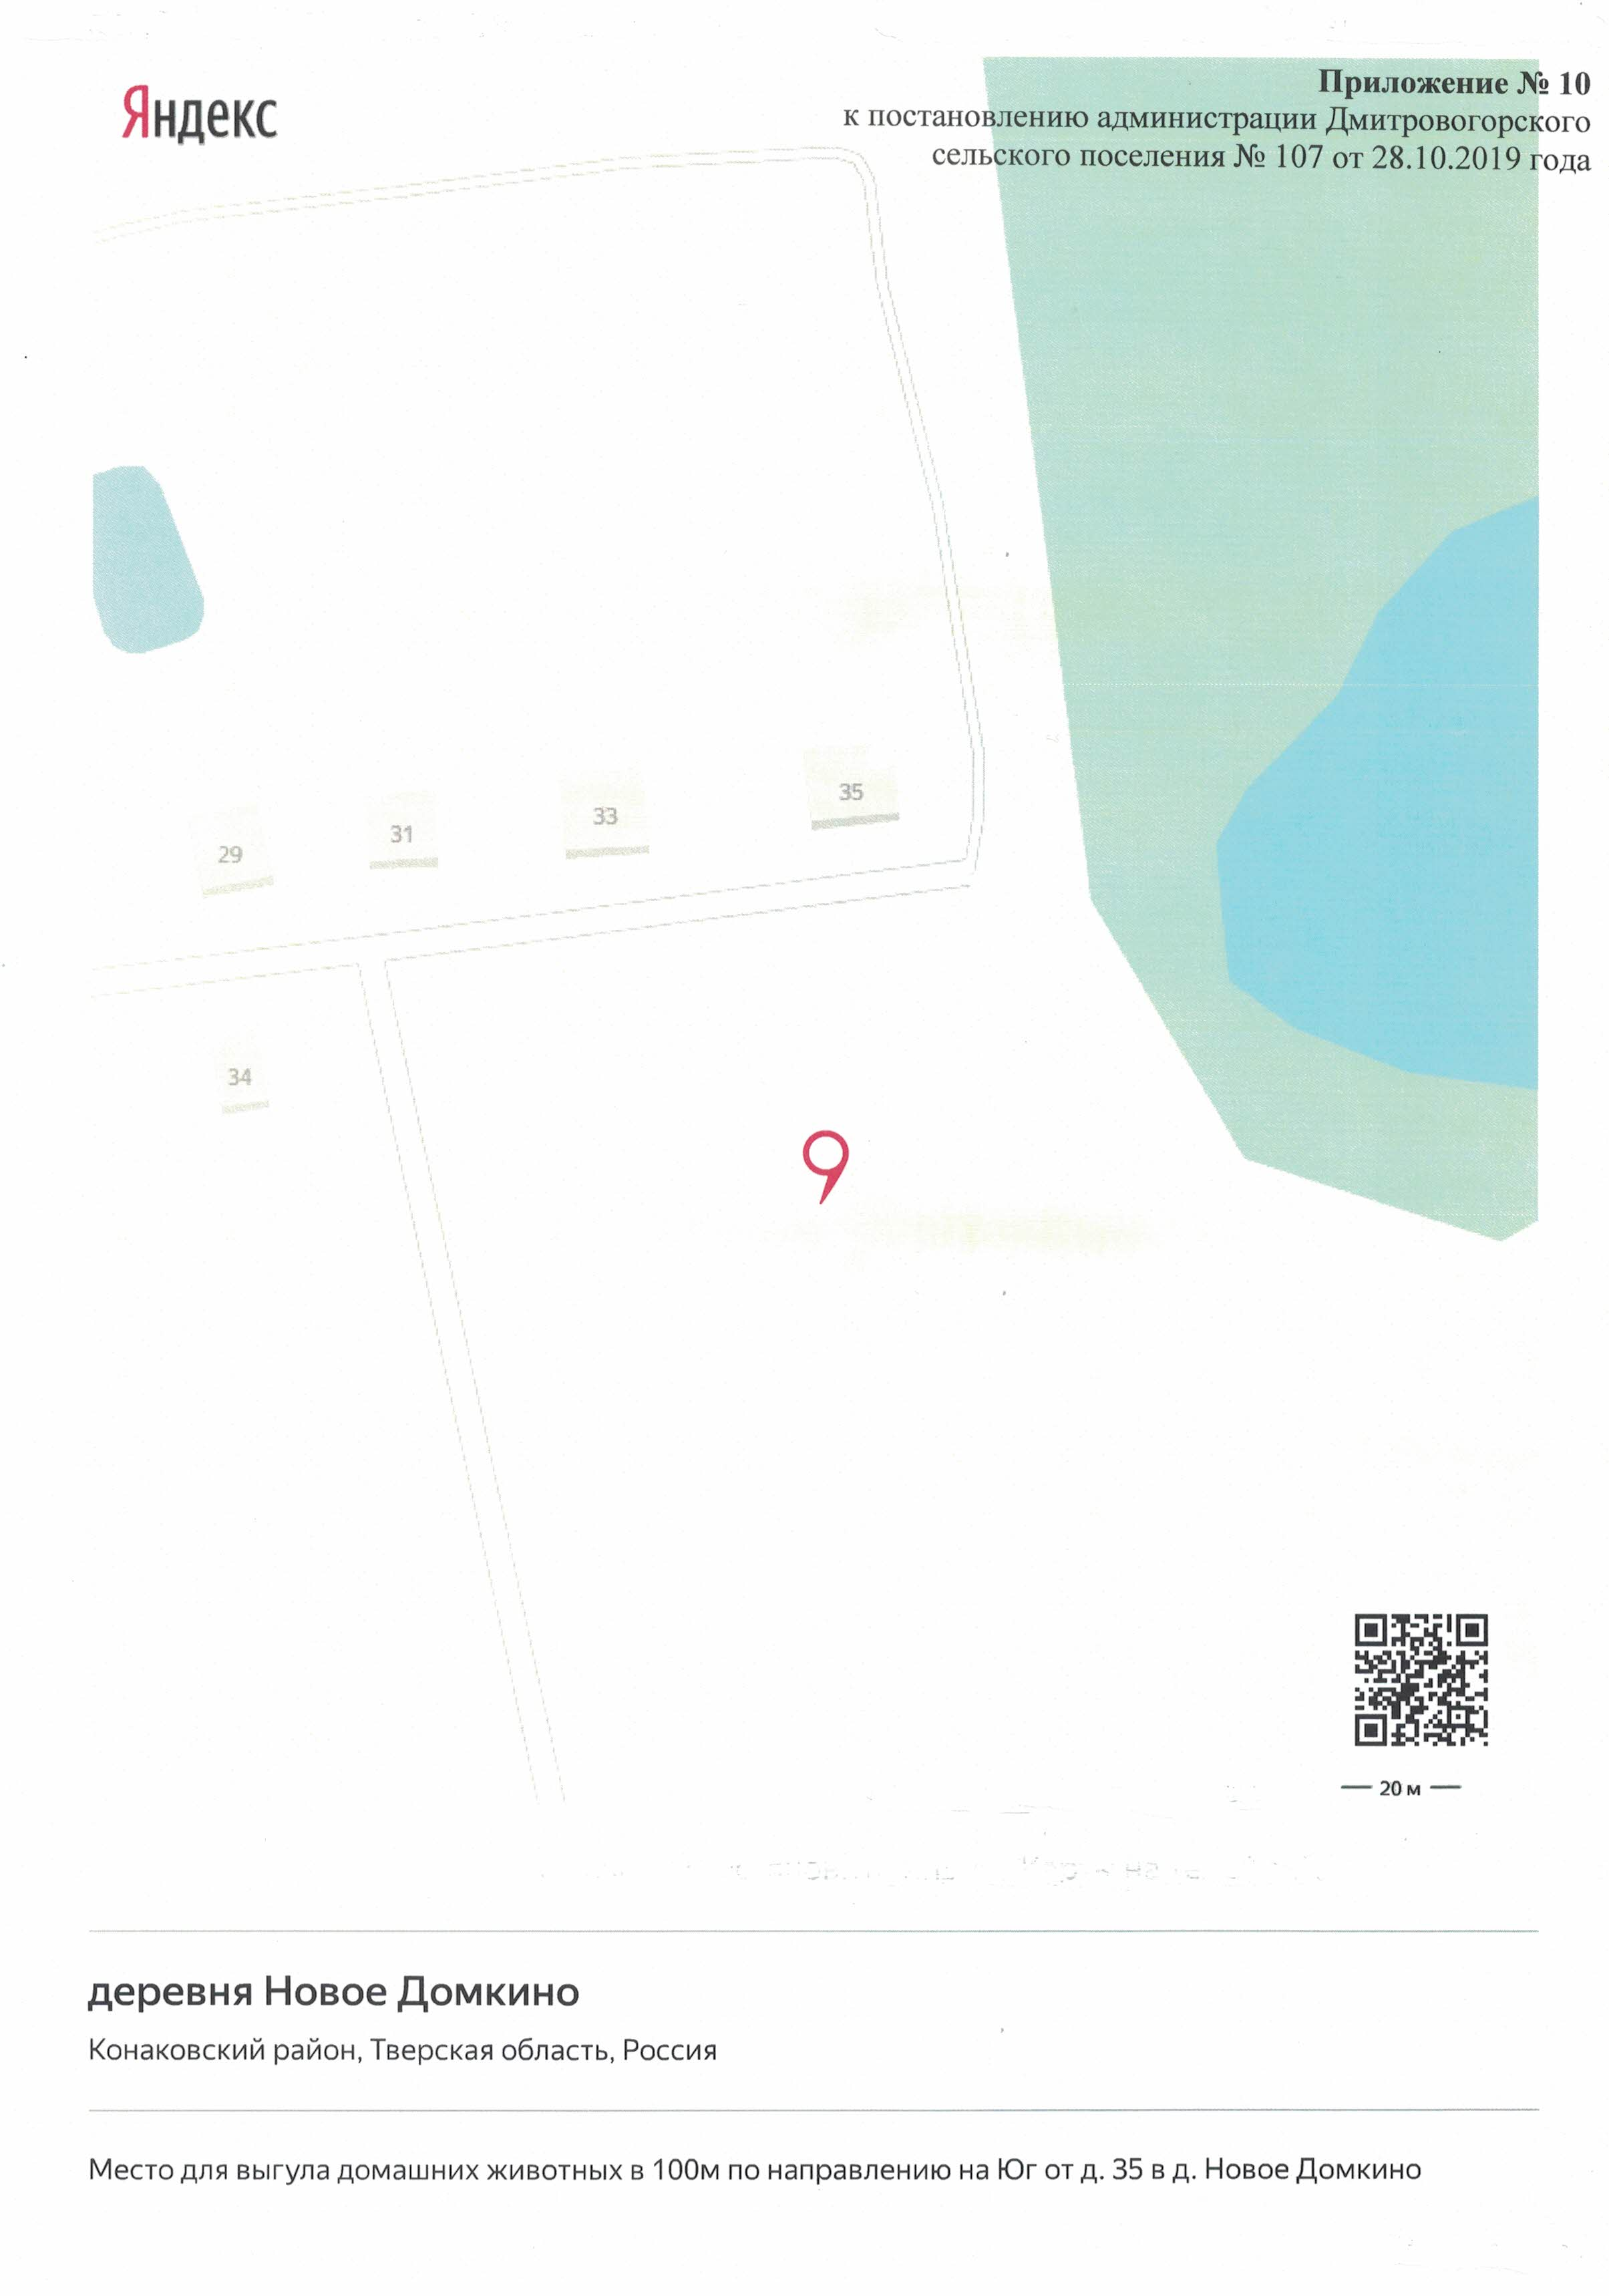 Яндекс
Приложение № 10
к постановлению администрации Дмитровогорского
сельского поселения № 107 от 28.10.2019 года
35
33
31
29
34
20 м
деревня Новое Домкино
Конаковский район, Тверская область, Россия
Место для выгула домашних животных в 100м по направлению на Юг от д. 35 в д. Новое Домкино